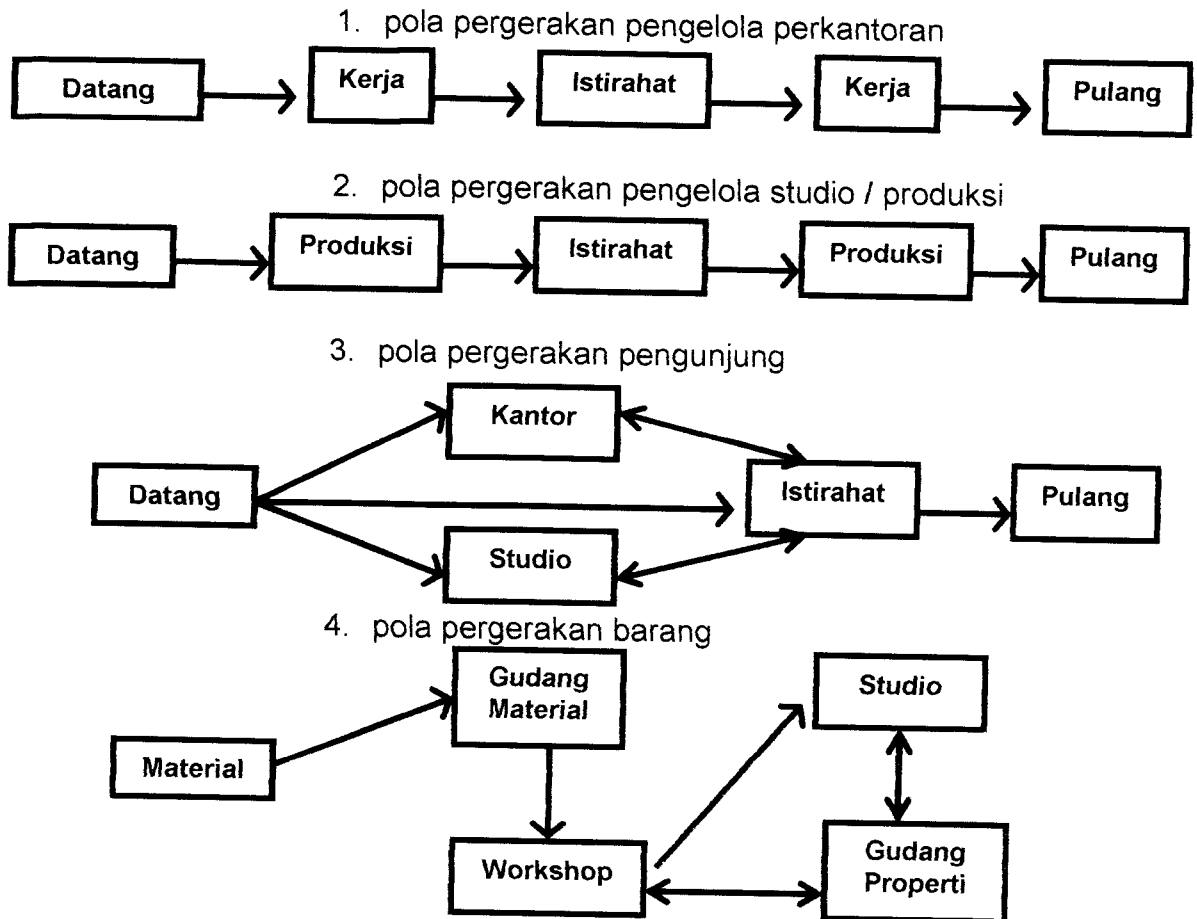 1. pola pergerakan pengelola perkantoran
Datang
Kerja
Istirahat
Kerja
Pulang
2. pola pergerakan pengelola studio / produksi
Datang
Produksi
Istirahat
Produksi
Pulang
3. pola pergerakan pengunjung
Kantor
Datang
Istirahat
Pulang
Studio
4. pola pergerakan barang
Gudang
Material
Studio
Material
Workshop
Gudang
Properti